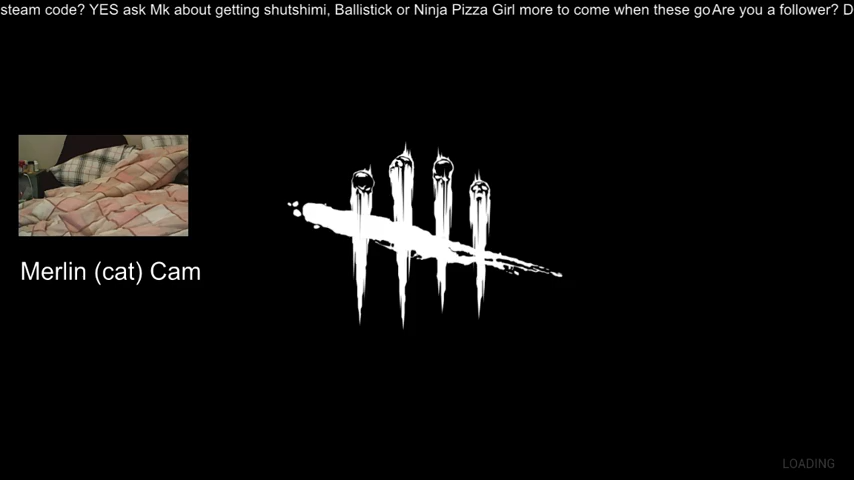 steam code? YES ask Mk about getting shutshimi, Ballistick or Ninja Pizza Girl more to come when these goAre you a follower? D
Merlin (cat) Cam
LOADING